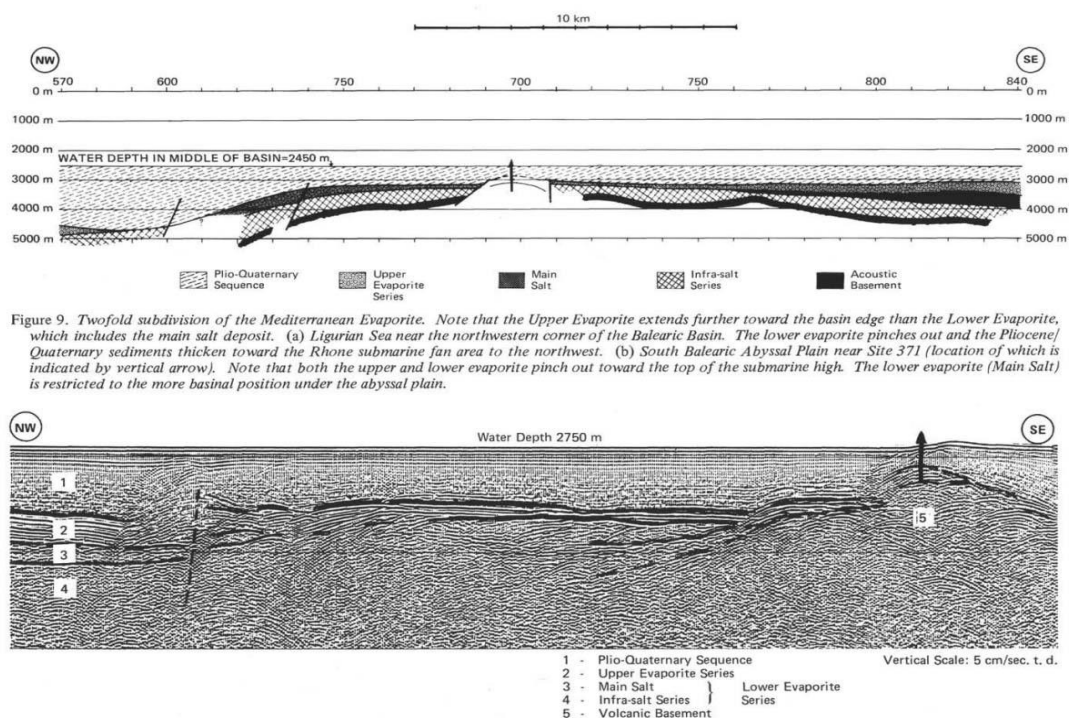 10 km
NW
SE
570 600 750 700 750 800 840
0 m 0 m
1000 m 1000 m
2000 m 2000 m
WATER DEPTH IN MIDDLE OF BASIN=2450 m
3000 m 3000 m
4000 m 4000 m
5000 m 5000 m
Plio-Quaternary Sequence
Upper Evaporite Series
Main Salt
Infra-salt Series
Acoustic Basement
Figure 9. Twofold subdivision of the Mediterranean Evaporite. Note that the Upper Evaporite extends further toward the basin edge than the Lower Evaporite,
which includes the main salt deposit. (a) Ligurian Sea near the northwestern corner of the Balearic Basin. The lower evaporite pinches out and the Pliocene/
Quaternary sediments thicken toward the Rhone submarine fan area to the northwest. (b) South Balearic Abyssal Plain near Site 371 (location of which is
indicated by vertical arrow). Note that both the upper and lower evaporite pinch out toward the top of the submarine high. The lower evaporite (Main Salt)
is restricted to the more basinal position under the abyssal plain.
NW
Water Depth 2750 m
SE
1
2
3
4
5
1 - Plio-Quaternary Sequence
2 - Upper Evaporite Series
3 - Main Salt } Lower Evaporite
4 - Infra-salt Series Series
5 - Volcanic Basement
Vertical Scale: 5 cm/sec. t. d.